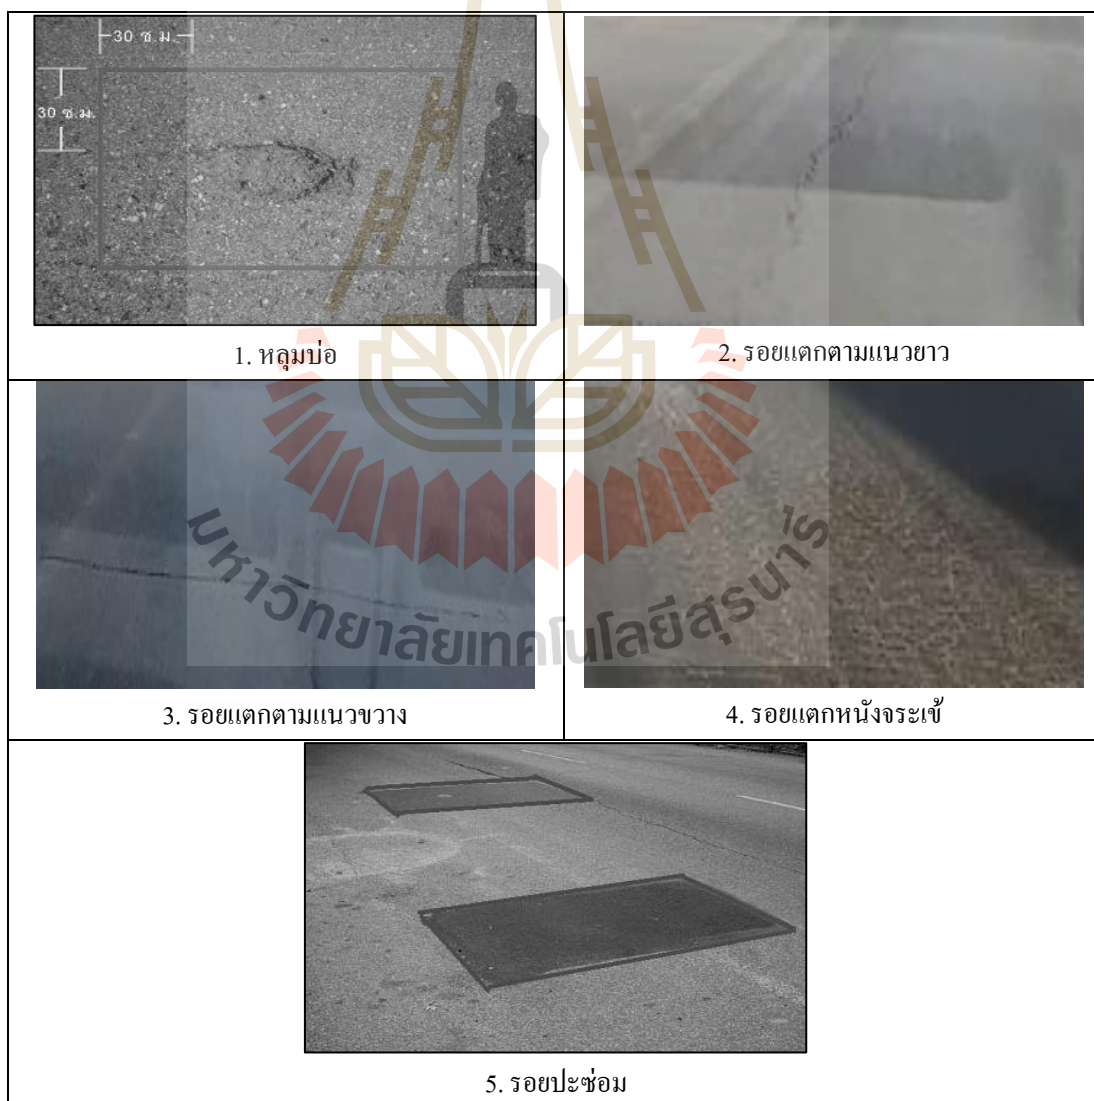 30 ซ.ม.
30 ซ.ม.
1. หลุมบ่อ
2. รอยแตกตามแนวยาว
3. รอยแตกตามแนวขวาง
4. รอยแตกหนังจระเข้
มหาวิทยาลัยเทคโนโลยีสุรนารี
5. รอยปะซ่อม